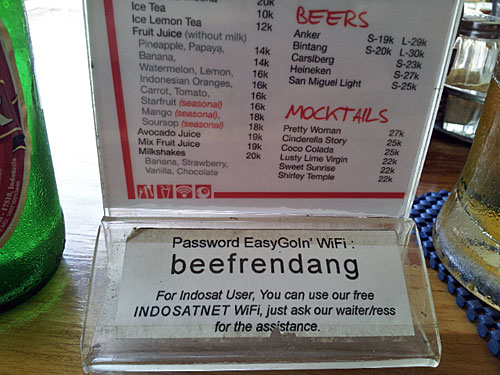 20k
Ice Tea 10k
Ice Lemon Tea 12k
Fruit Juice (without milk)
Pineapple, Papaya, 14k
Banana, 14k
Watermelon, Lemon, 16k
Indonesian Oranges, 16k
Carrot, Tomato, 16k
Starfruit (seasonal) 16k
Mango (seasonal), 18k
Soursop (seasonal) 18k
Avocado Juice 19k
Mix Fruit Juice 19k
Milkshakes 20k
Banana, Strawberry,
Vanilla, Chocolate
BEERS
Anker S-19k L-29k
Bintang S-20k L-30k
Carslberg S-23k
Heineken S-27k
San Miguel Light S-25k
MOCKTAILS
Pretty Woman 27k
Cinderella Story 25k
Coco Colada 25k
Lusty Lime Virgin 22k
Sweet Sunrise 22k
Shirley Temple 22k
Password EasyGoIn' WiFi :
beefrendang
For Indosat User, You can use our free
INDOSATNET WiFi, just ask our waiter/ress
for the assistance.